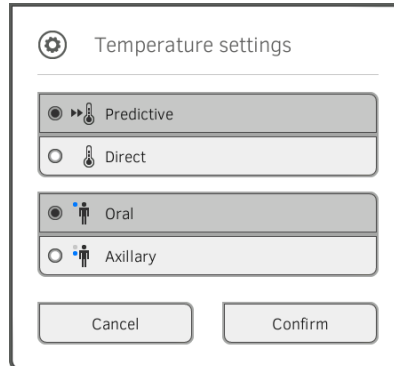 Temperature settings
Predictive
Direct
Oral
Axillary
Cancel
Confirm